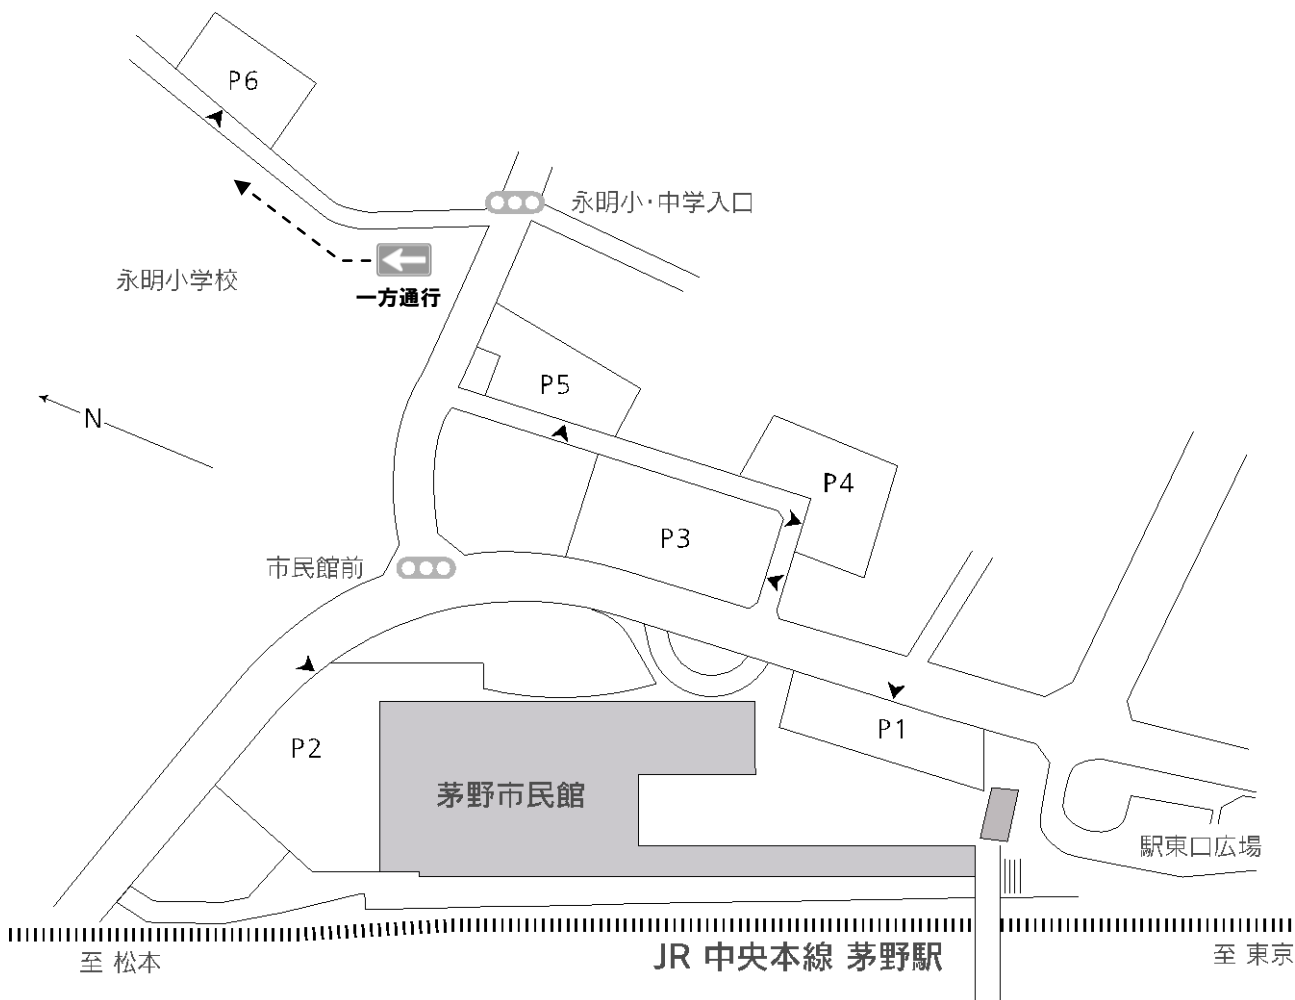 P6
永明小・中学入口
永明小学校
一方通行
P5
N
P4
P3
市民館前
P1
P2
茅野市民館
駅東口広場
JR 中央本線 茅野駅
至 松本
至 東京